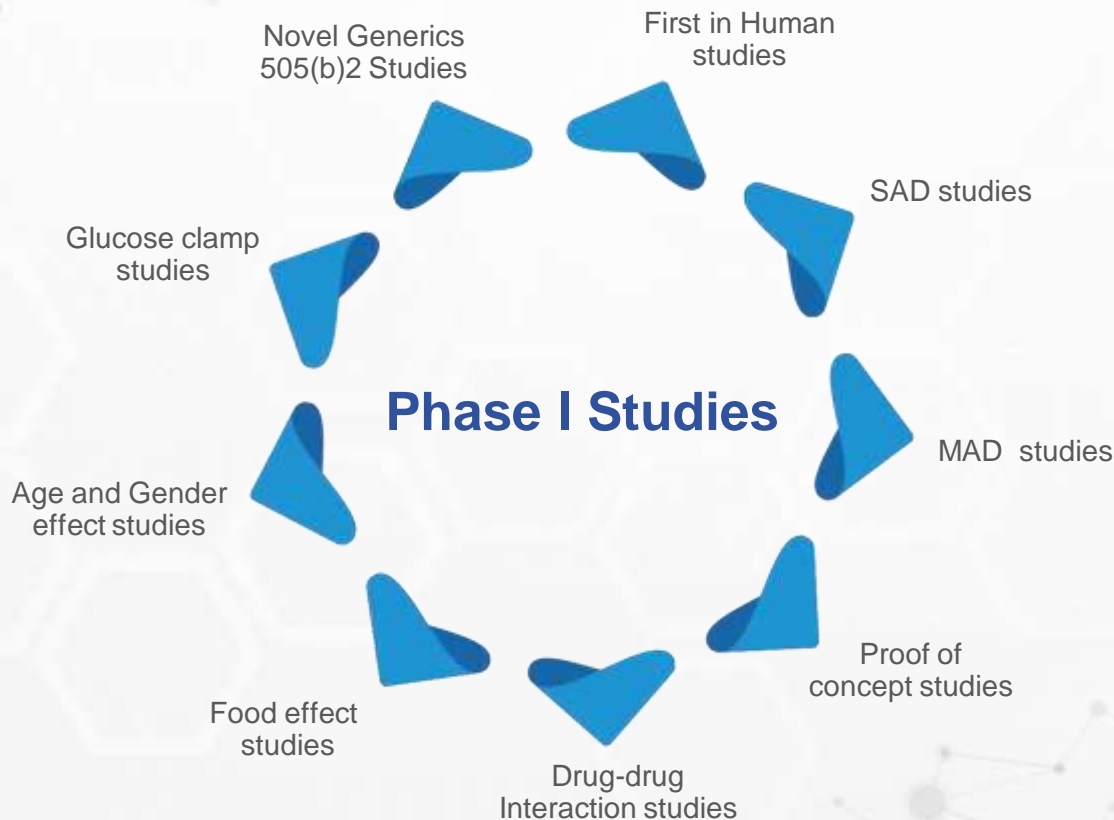 Novel Generics
505(b)2 Studies
First in Human
studies
SAD studies
Glucose clamp
studies
Phase I Studies
MAD studies
Age and Gender
effect studies
Proof of
concept studies
Food effect
studies
Drug-drug
Interaction studies